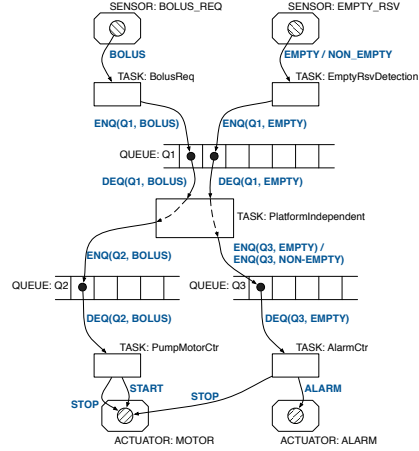 SENSOR: BOLUS_REQ
SENSOR: EMPTY_RSV
BOLUS
EMPTY / NON_EMPTY
TASK: BolusReq
TASK: EmptyRsvDetection
ENQ(Q1, BOLUS)
ENQ(Q1, EMPTY)
QUEUE: Q1
DEQ(Q1, BOLUS)
DEQ(Q1, EMPTY)
TASK: PlatformIndependent
ENQ(Q2, BOLUS)
ENQ(Q3, EMPTY) /
ENQ(Q3, NON-EMPTY)
QUEUE: Q2
QUEUE: Q3
DEQ(Q2, BOLUS)
DEQ(Q3, EMPTY)
TASK: PumpMotorCtr
TASK: AlarmCtr
START
STOP
STOP
ALARM
ACTUATOR: MOTOR
ACTUATOR: ALARM